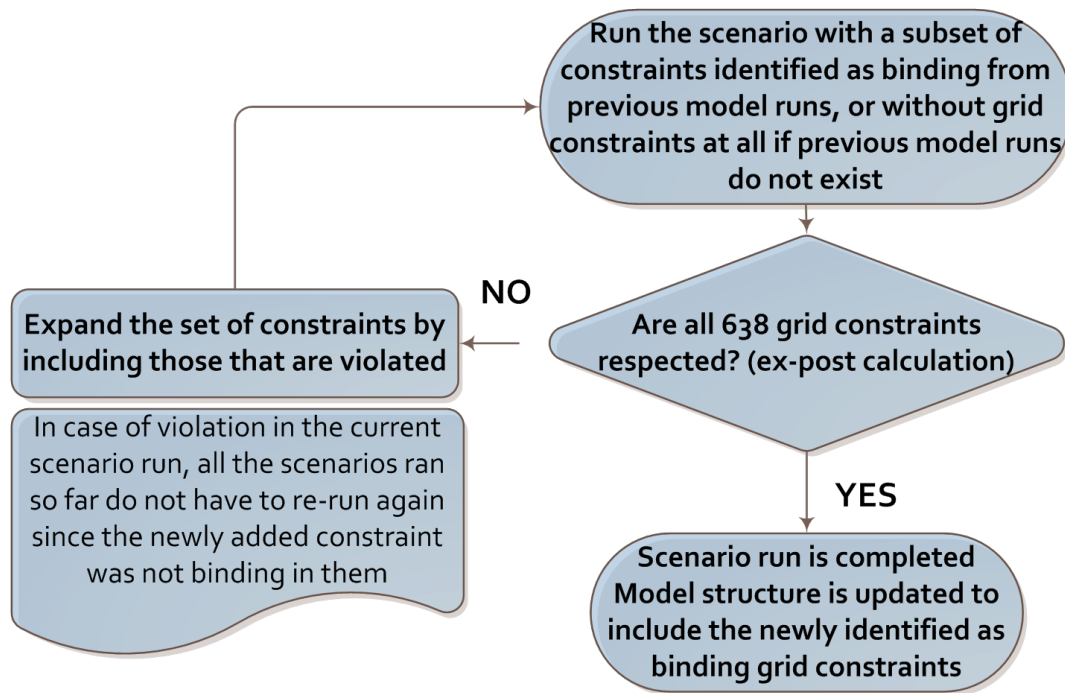 Run the scenario with a subset of
constraints identified as binding from
previous model runs, or without grid
constraints at all if previous model runs
do not exist
Are all 638 grid constraints
respected? (ex-post calculation)
NO
Expand the set of constraints by
including those that are violated
In case of violation in the current
scenario run, all the scenarios ran
so far do not have to re-run again
since the newly added constraint
was not binding in them
YES
Scenario run is completed
Model structure is updated to
include the newly identified as
binding grid constraints